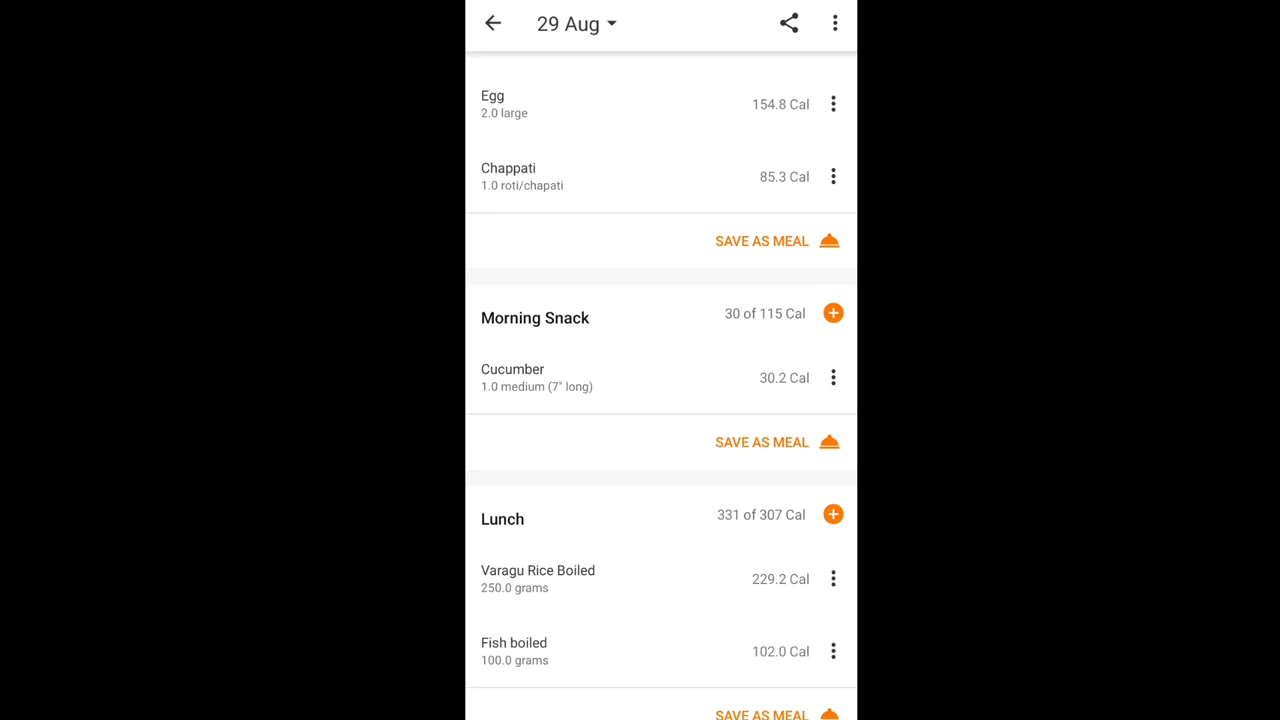 29 Aug
Egg
154.8 Cal
2.0 large
Chappati
85.3 Cal
1.0 roti/chapati
SAVE AS MEAL
Morning Snack
30 of 115 Cal
Cucumber
30.2 Cal
1.0 medium (7" long)
SAVE AS MEAL
Lunch
331 of 307 Cal
Varagu Rice Boiled
229.2 Cal
250.0 grams
Fish boiled
102.0 Cal
100.0 grams
SAVE AS MEAL